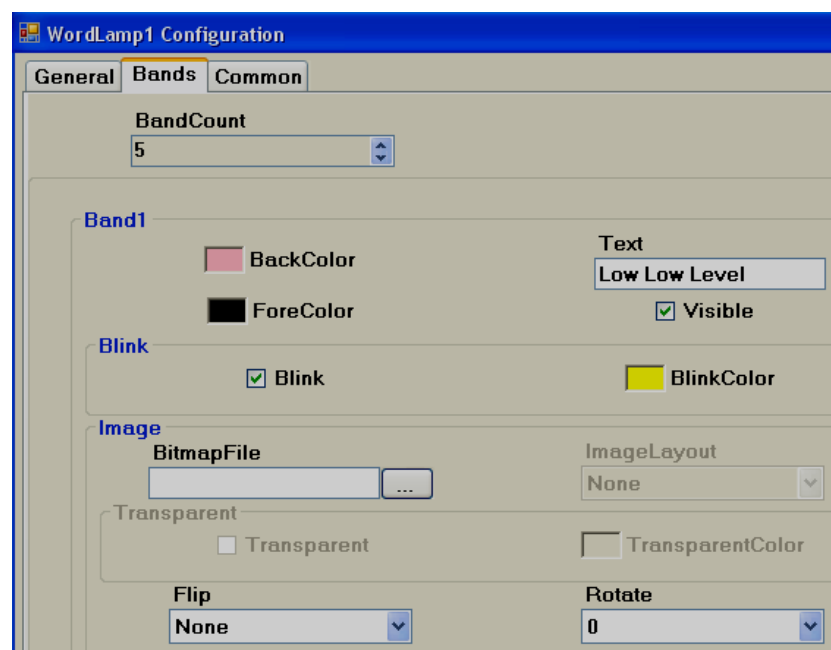 WordLamp1 Configuration
General Bands Common
BandCount
5
Band1
BackColor
Text
Low Low Level
ForeColor
Visible
Blink
Blink
BlinkColor
Image
BitmapFile
ImageLayout
...
None
Transparent
Transparent
TransparentColor
Flip
Rotate
None
0